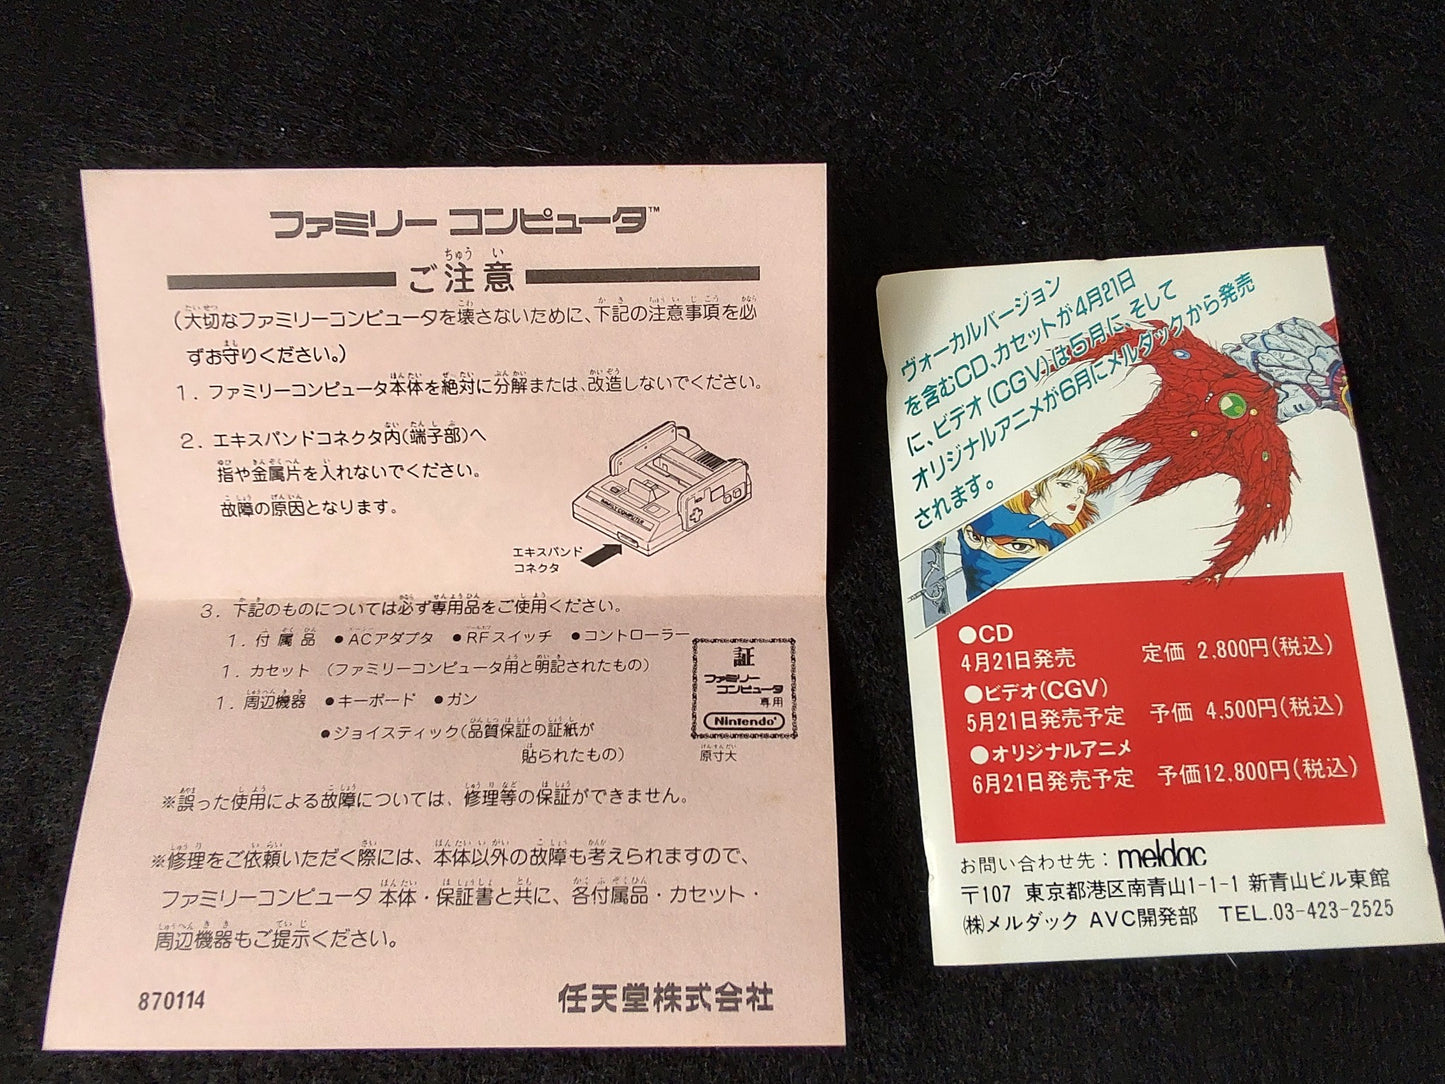 ファミリー コンピュータ™
ご注意
(大切なファミリーコンピュータを壊さないために、下記の注意事項を必
ずお守りください。)
1. ファミリーコンピュータ本体を絶対に分解または、改造しないでください。
2. エキスパンドコネクタ内(端子部)へ
指や金属片を入れないでください。
故障の原因となります。
FAMILY COMPUTER
エキスパンド
コネクタ
3. 下記のものについては必ず専用品をご使用ください。
1. 付属品 ●ACアダプタ ●RFスイッチ ●コントローラー
1. カセット (ファミリーコンピュータ用と明記されたもの)
1. 周辺機器 ●キーボード ●ガン
●ジョイスティック(品質保証の証紙が
貼られたもの)
証
ファミリー
コンピュータ
専用
Nintendo
原寸大
※誤った使用による故障については、修理等の保証ができません。
※修理をご依頼いただく際には、本体以外の故障も考えられますので、
ファミリーコンピュータ本体・保証書と共に、各付属品・カセット・
周辺機器もご提示ください。
870114
任天堂株式会社
ヴォーカルバージョン
を含むCD、カセットが4月21日
に、ビデオ(CGV)は5月に、そして
オリジナルアニメが6月にメルダックから発売
されます。
●CD
4月21日発売 定価 2,800円(税込)
●ビデオ(CGV)
5月21日発売予定 予価 4,500円(税込)
●オリジナルアニメ
6月21日発売予定 予価12,800円(税込)
お問い合わせ先：meldac
〒107 東京都港区南青山1-1-1 新青山ビル東館
㈱メルダック AVC開発部 TEL.03-423-2525